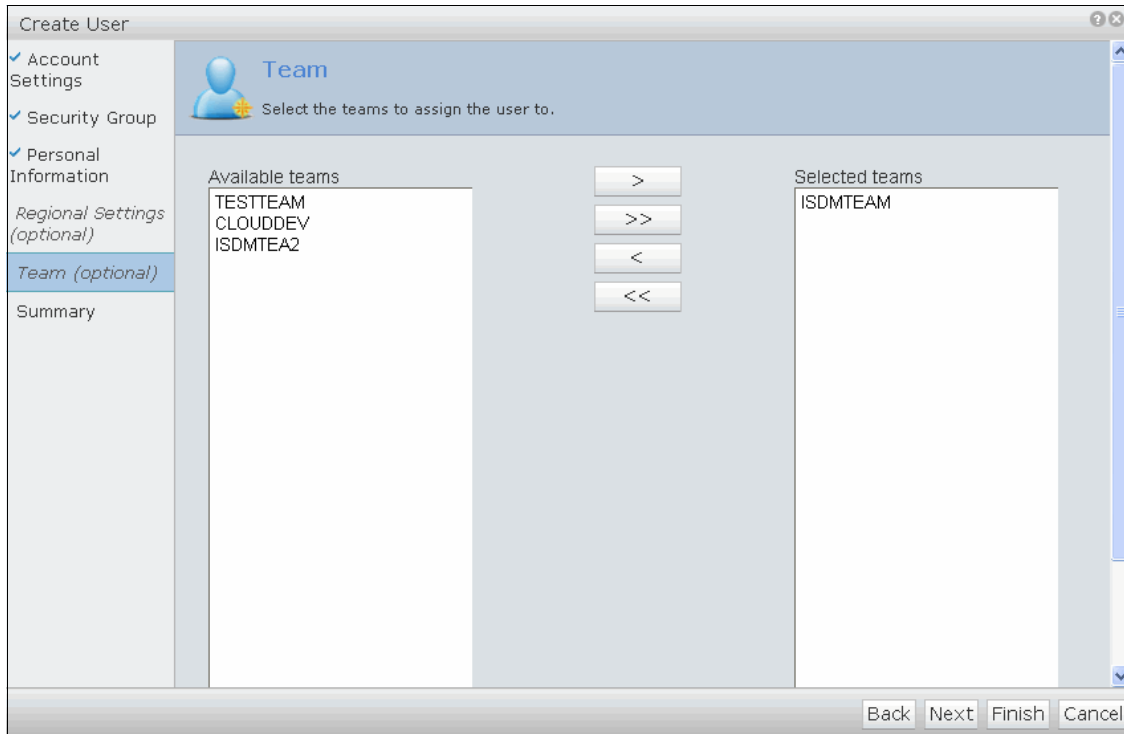 Create User
Account
Settings
Security Group
Personal
Information
Regional Settings
(optional)
Team (optional)
Summary
Team
Select the teams to assign the user to.
Available teams
TESTTEAM
CLOUDDEV
ISDMTEA2
>
>>
<
<<
Selected teams
ISDMTEAM
Back Next Finish Cancel